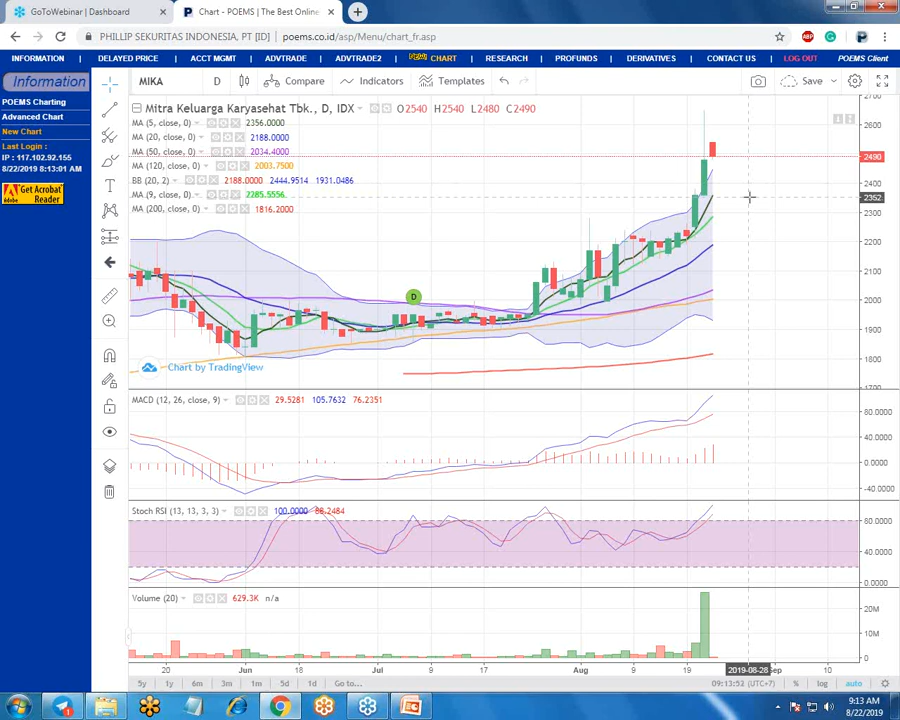 GoToWebinar | Dashboard
Chart - POEMS | The Best Online
PHILLIP SEKURITAS INDONESIA, PT [ID] | poems.co.id/asp/Menu/chart_fr.asp
INFORMATION DELAYED PRICE ACCT MGMT ADVTRADE ADVTRADE2 NEW! CHART RESEARCH PROFUNDS DERIVATIVES CONTACT US LOG OUT POEMS Client
Information
POEMS Charting
Advanced Chart
New Chart
Last Login :
IP : 117.102.92.155
8/22/2019 8:13:01 AM
Get Acrobat
Reader
Adobe
MIKA D Compare Indicators Templates Save
Mitra Keluarga Karyasehat Tbk., D, IDX O2540 H2540 L2480 C2490
MA (5, close, 0) 2356.0000
MA (20, close, 0) 2188.0000
MA (50, close, 0) 2034.4000
MA (120, close, 0) 2003.7500
BB (20, 2) 2188.0000 2444.9514 1931.0486
MA (9, close, 0) 2285.5556
MA (200, close, 0) 1816.2000
2700
2600
2490
2400
2352
2300
2200
2100
2000
1900
1800
1700
D
Chart by TradingView
MACD (12, 26, close, 9) 29.5281 105.7632 76.2351
80.0000
40.0000
0.0000
-40.0000
Stoch RSI (13, 13, 3, 3) 100.0000 88.2484
80.0000
40.0000
0.0000
Volume (20) 629.3K n/a
20M
10M
0
20 Jun 18 Jul 9 17 Aug 9 19 2019-08-28 Sep 10
5y 1y 6m 3m 1m 5d 1d Go to... 09:13:52 (UTC+7) % log auto
9:13 AM
8/22/2019